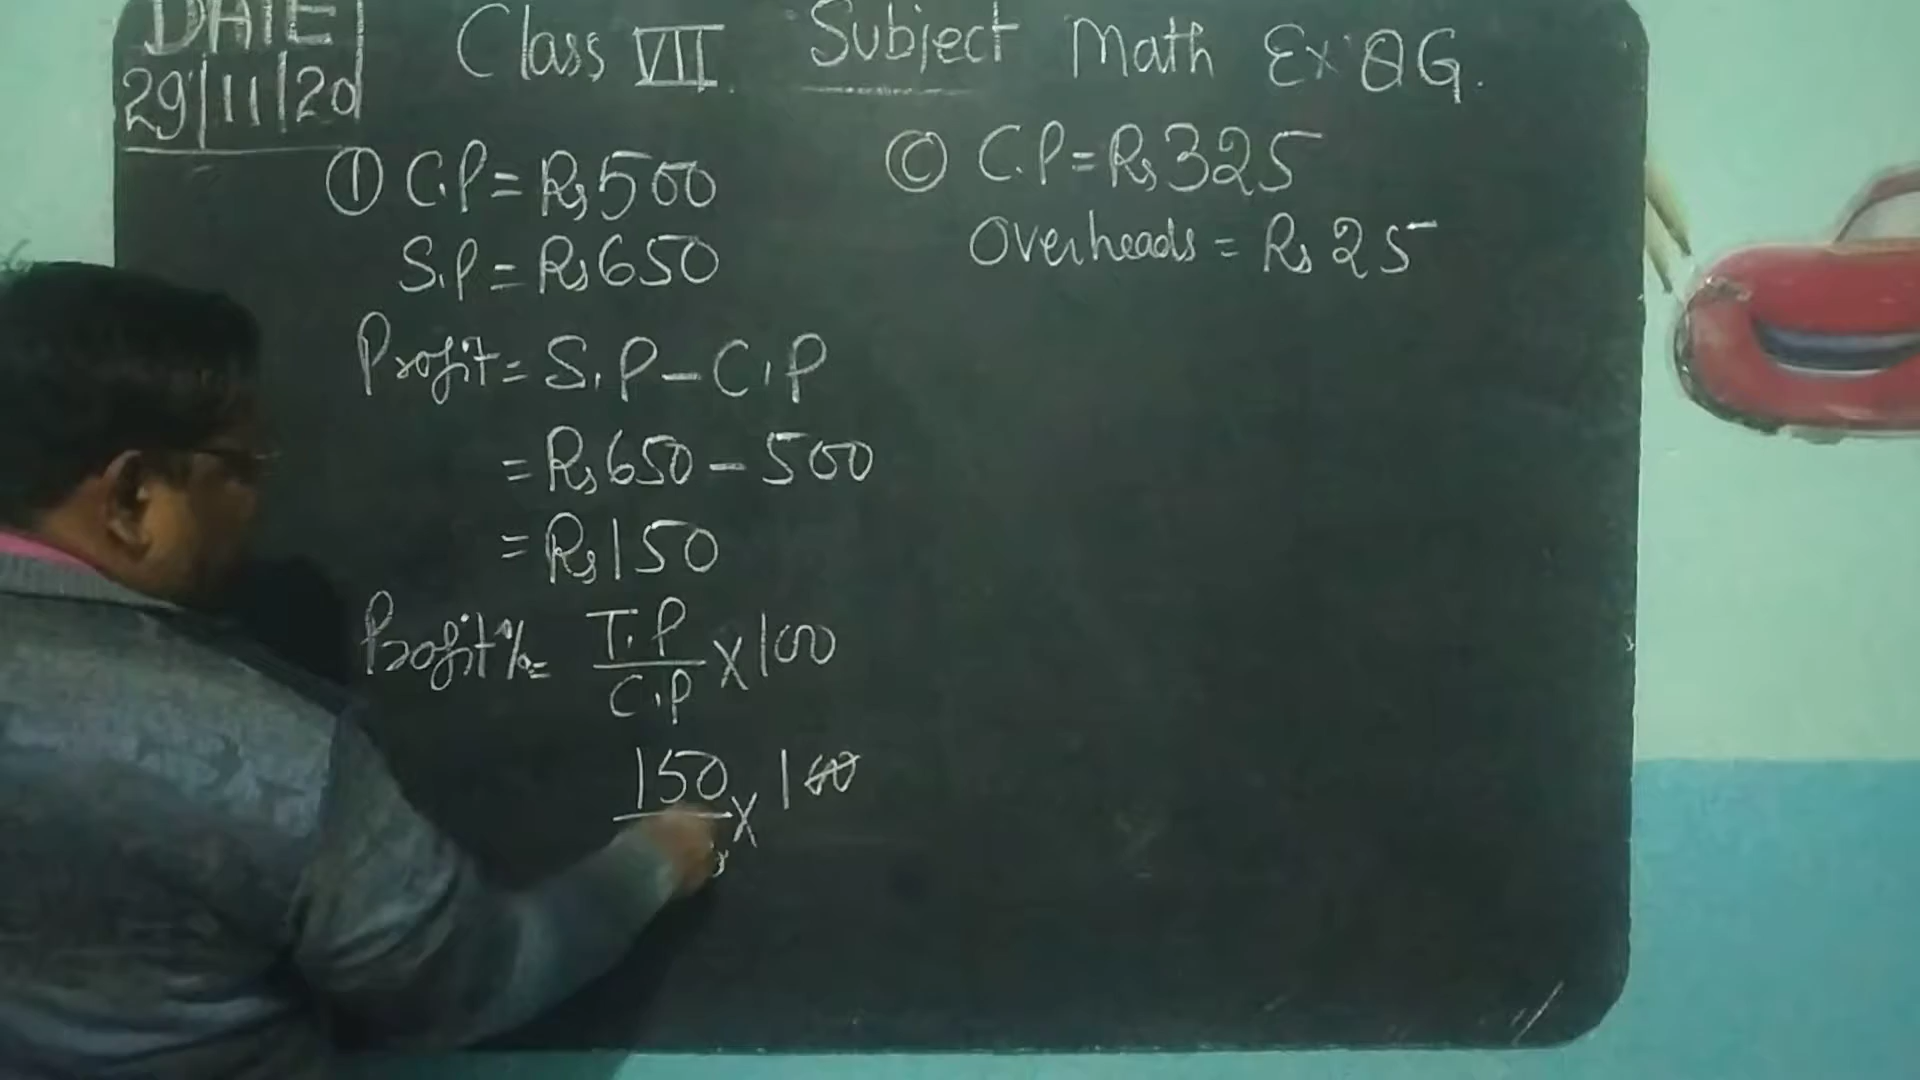 DATE
29/11/20
Class VII Subject Math Ex 8G.
① C.P = Rs 500
S.P = Rs 650
Profit = S.P - C.P
= Rs 650 - 500
= Rs 150
Profit % = T.P/C.P X 100
150/ X 100
Ⓒ C.P = Rs 325
Overheads = Rs 25